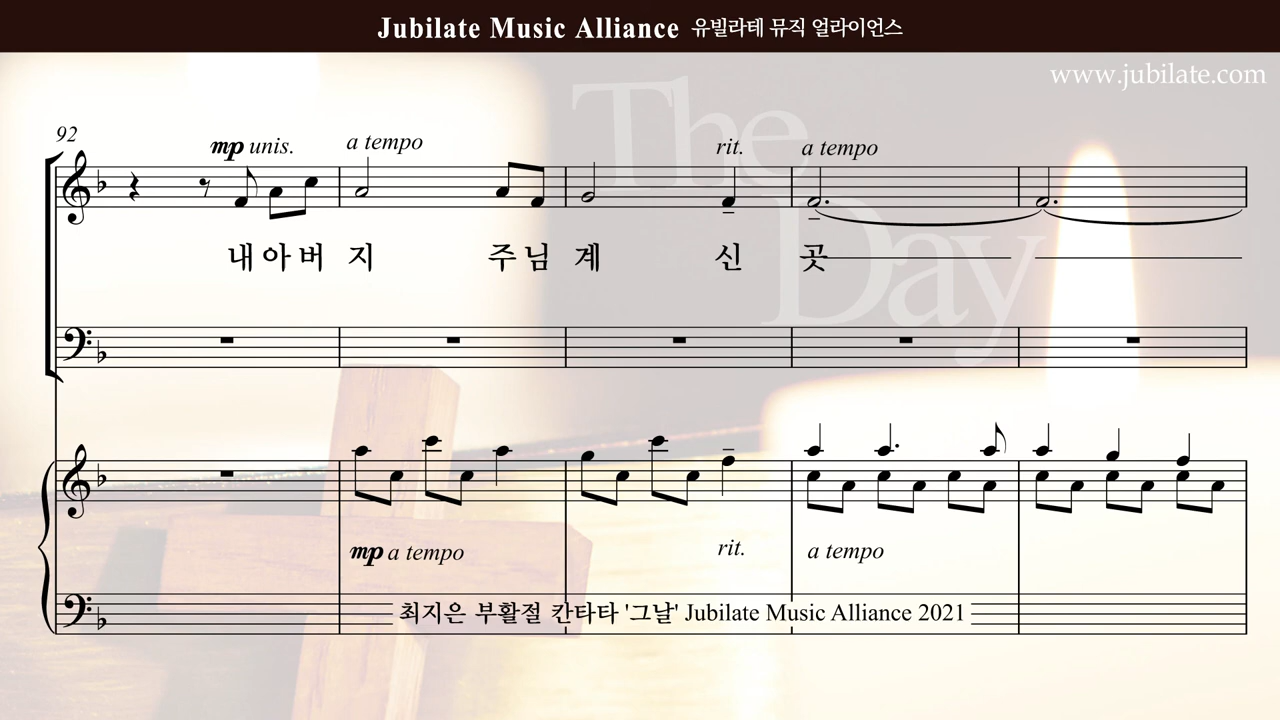 Jubilate Music Alliance 유빌라테 뮤직 얼라이언스
www.jubilate.com
The
Day
92
mp unis. a tempo rit. a tempo
내 아 버 지 주 님 계 신 곳
mp a tempo rit. a tempo
최지은 부활절 칸타타 '그날' Jubilate Music Alliance 2021